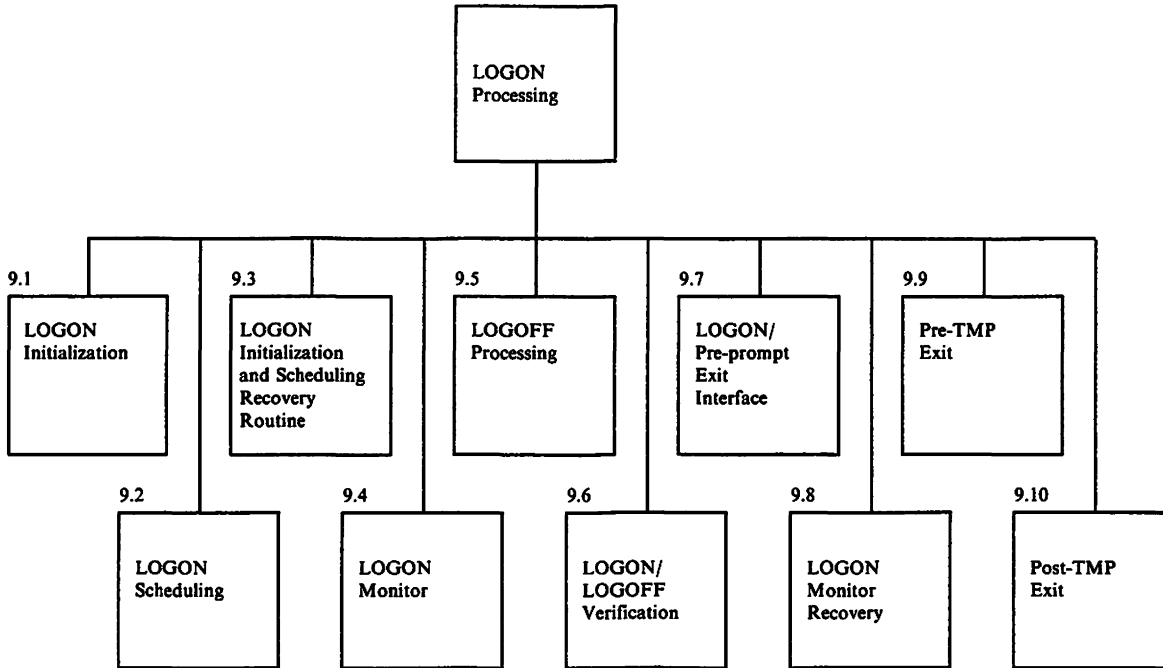 LOGON
Processing
9.1
LOGON
Initialization
9.3
LOGON
Initialization
and Scheduling
Recovery
Routine
9.5
LOGOFF
Processing
9.7
LOGON/
Pre-prompt
Exit
Interface
9.9
Pre-TMP
Exit
9.2
LOGON
Scheduling
9.4
LOGON
Monitor
9.6
LOGON/
LOGOFF
Verification
9.8
LOGON
Monitor
Recovery
9.10
Post-TMP
Exit